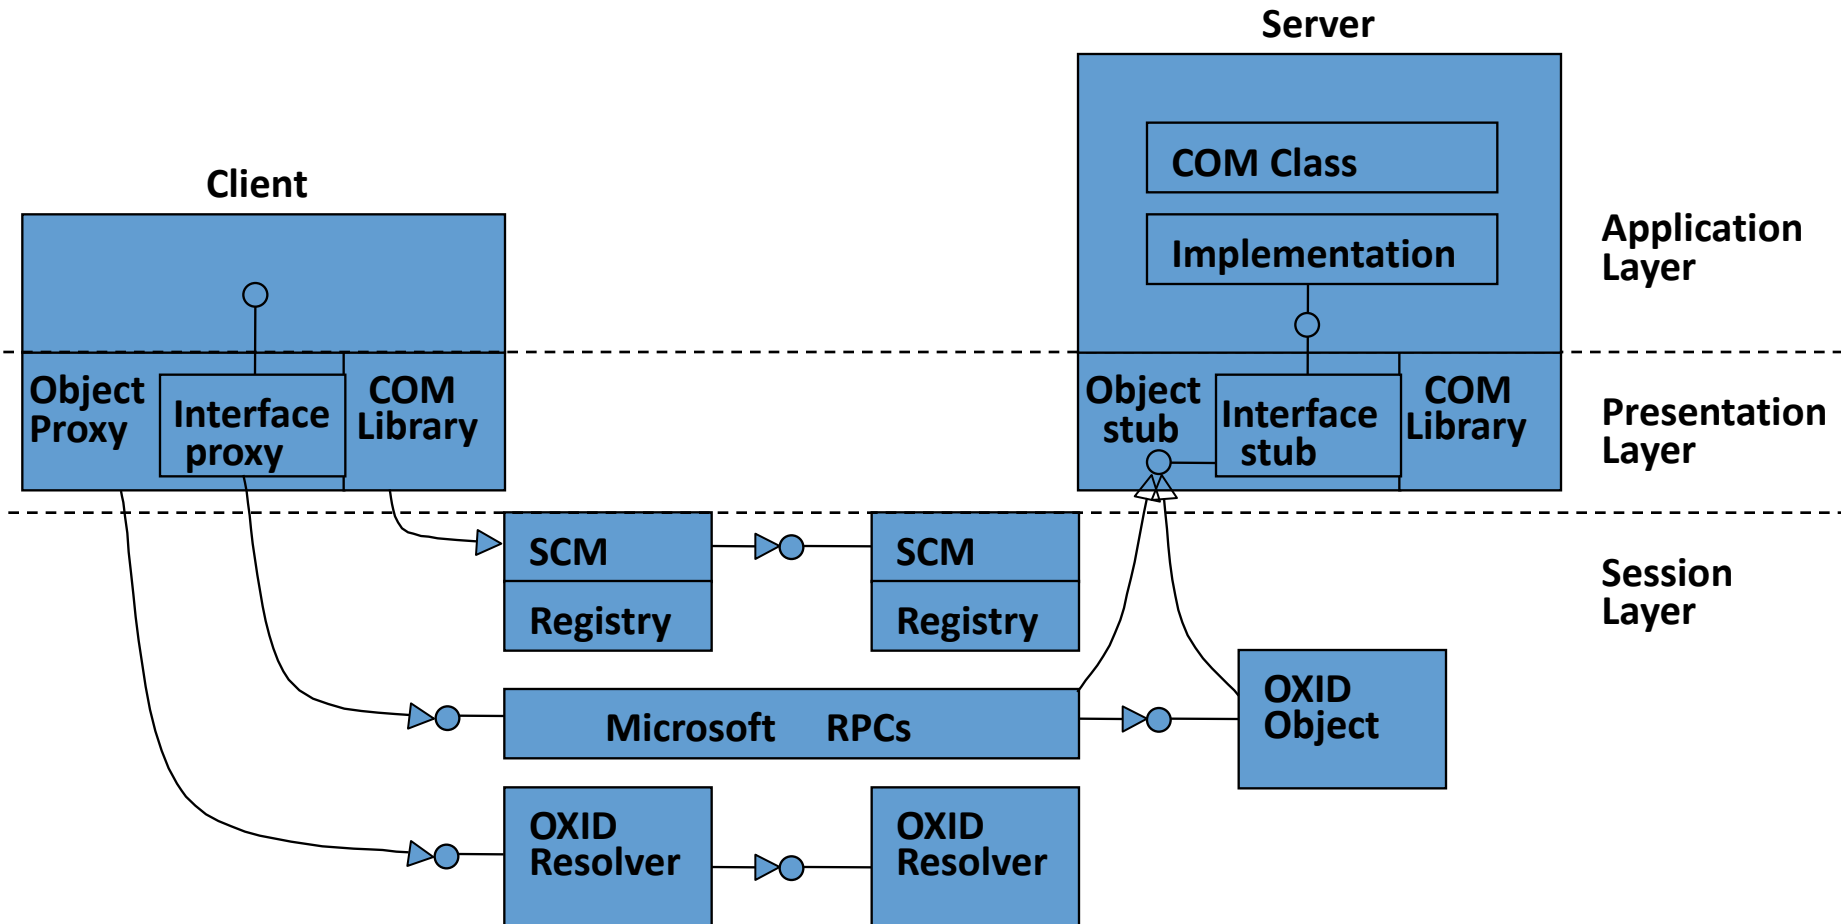 Server
COM Class
Client
Implementation
Application
Layer
Object
Proxy
Interface
proxy
COM
Library
Object
stub
Interface
stub
COM
Library
Presentation
Layer
SCM
Registry
SCM
Registry
Session
Layer
Microsoft RPCs
OXID
Object
OXID
Resolver
OXID
Resolver